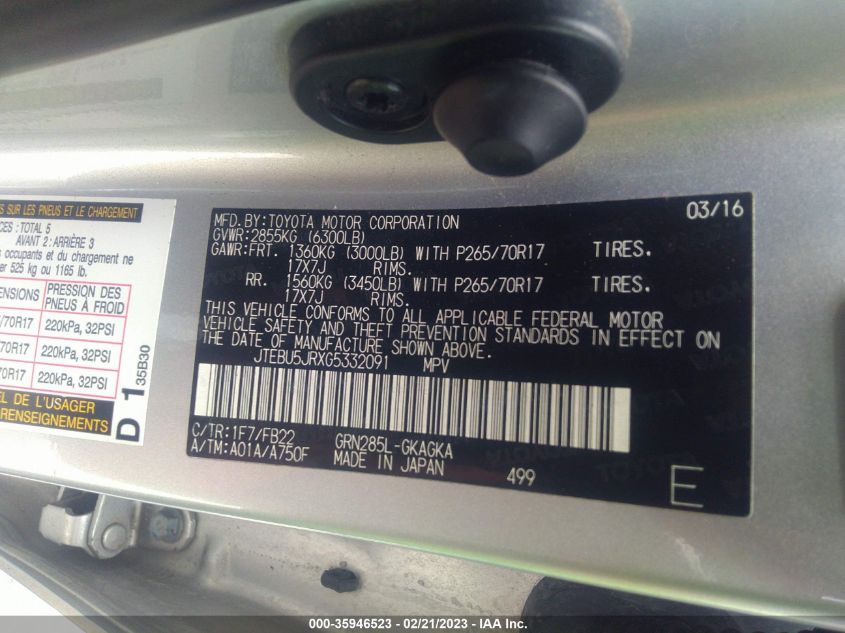 S SUR LES PNEUS ET LE CHARGEMENT
CES : TOTAL 5
AVANT 2 : ARRIÈRE 3
occupants et du chargement ne
er 525 kg ou 1165 lb.
ENSIONS
PRESSION DES
PNEUS À FROID
70R17
220kPa, 32PSI
70R17
220kPa, 32PSI
70R17
220kPa, 32PSI
EL DE L'USAGER
RENSEIGNEMENTS
D 1 35B30
03/16
MFD. BY: TOYOTA MOTOR CORPORATION
GVWR: 2855KG (6300LB)
GAWR: FRT. 1360KG (3000LB) WITH P265/70R17 TIRES.
17X7J RIMS.
RR. 1560KG (3450LB) WITH P265/70R17 TIRES.
17X7J RIMS.
THIS VEHICLE CONFORMS TO ALL APPLICABLE FEDERAL MOTOR
VEHICLE SAFETY AND THEFT PREVENTION STANDARDS IN EFFECT ON
THE DATE OF MANUFACTURE SHOWN ABOVE.
JTEBU5JRXG5332091 MPV
C/TR: 1F7/FB22 GRN285L-GKAGKA
A/TM: A01A/A750F MADE IN JAPAN 499
E
000-35946523 - 02/21/2023 - IAA Inc.